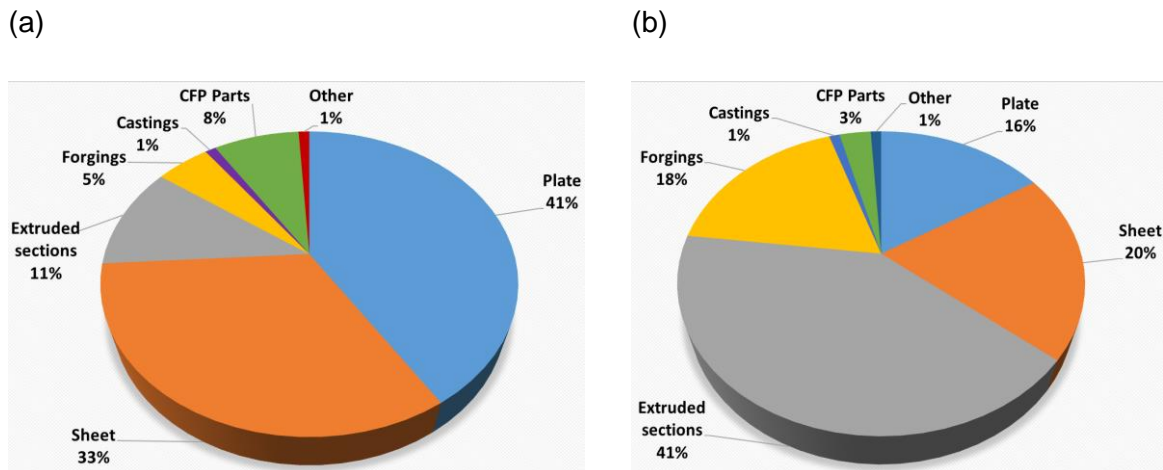 (a)
CFP Parts
8%
Other
1%
Castings
1%
Forgings
5%
Plate
41%
Extruded
sections
11%
Sheet
33%
(b)
CFP Parts
3%
Other
1%
Plate
16%
Castings
1%
Forgings
18%
Sheet
20%
Extruded
sections
41%